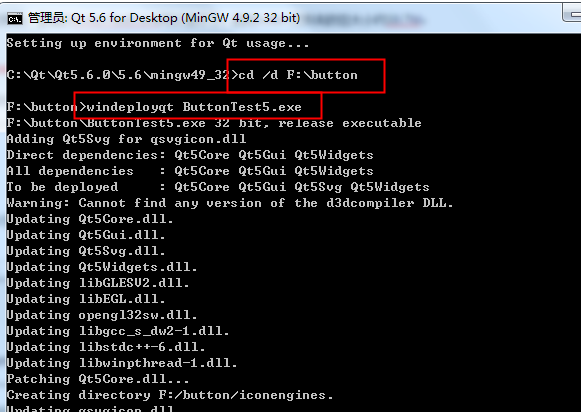 管理员: Qt 5.6 for Desktop (MinGW 4.9.2 32 bit)
Setting up environment for Qt usage...
C:\Qt\Qt5.6.0\5.6\mingw49_32>cd /d F:\button
F:\button>windeployqt ButtonTest5.exe
F:\button\ButtonTest5.exe 32 bit, release executable
Adding Qt5Svg for qsvgicon.dll
Direct dependencies: Qt5Core Qt5Gui Qt5Widgets
All dependencies   : Qt5Core Qt5Gui Qt5Widgets
To be deployed     : Qt5Core Qt5Gui Qt5Svg Qt5Widgets
Warning: Cannot find any version of the d3dcompiler DLL.
Updating Qt5Core.dll.
Updating Qt5Gui.dll.
Updating Qt5Svg.dll.
Updating Qt5Widgets.dll.
Updating libGLESV2.dll.
Updating libEGL.dll.
Updating opengl32sw.dll.
Updating libgcc_s_dw2-1.dll.
Updating libstdc++-6.dll.
Updating libwinpthread-1.dll.
Patching Qt5Core.dll...
Creating directory F:/button/iconengines.
Updating qsvgicon.dll